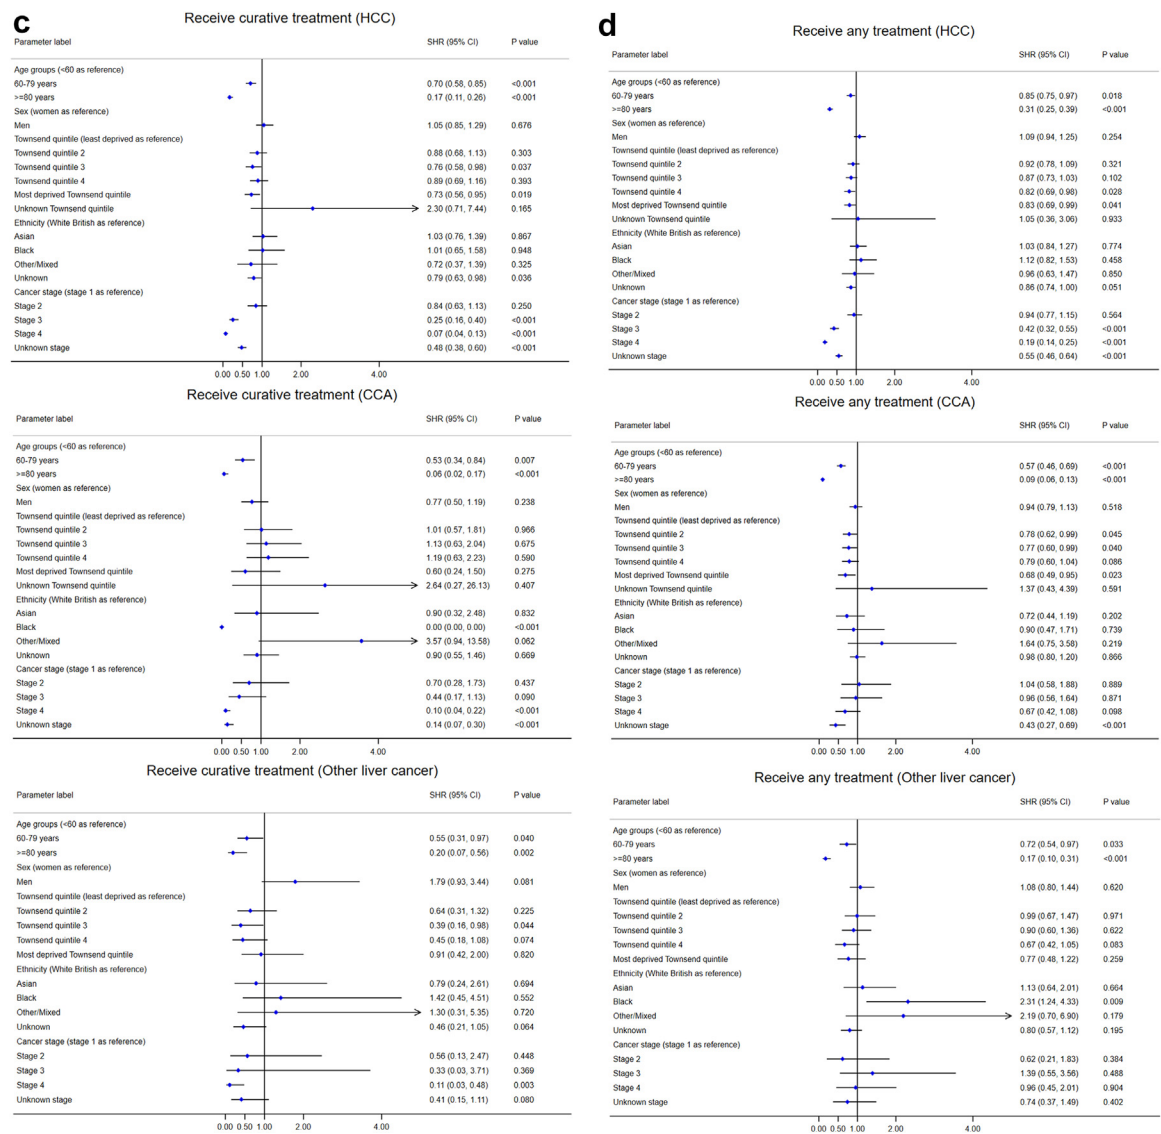 c
Receive curative treatment (HCC)
Parameter label SHR (95% CI) P value
Age groups (<60 as reference)
60-79 years 0.70 (0.58, 0.85) <0.001
>=80 years 0.17 (0.11, 0.26) <0.001
Sex (women as reference)
Men 1.05 (0.85, 1.29) 0.676
Townsend quintile (least deprived as reference)
Townsend quintile 2 0.88 (0.68, 1.13) 0.303
Townsend quintile 3 0.76 (0.58, 0.98) 0.037
Townsend quintile 4 0.89 (0.69, 1.16) 0.393
Most deprived Townsend quintile 0.73 (0.56, 0.95) 0.019
Unknown Townsend quintile 2.30 (0.71, 7.44) 0.165
Ethnicity (White British as reference)
Asian 1.03 (0.76, 1.39) 0.867
Black 1.01 (0.65, 1.58) 0.948
Other/Mixed 0.72 (0.37, 1.39) 0.325
Unknown 0.79 (0.63, 0.98) 0.036
Cancer stage (stage 1 as reference)
Stage 2 0.84 (0.63, 1.13) 0.250
Stage 3 0.25 (0.16, 0.40) <0.001
Stage 4 0.07 (0.04, 0.13) <0.001
Unknown stage 0.48 (0.38, 0.60) <0.001
0.00 0.50 1.00 2.00 4.00
Receive curative treatment (CCA)
Parameter label SHR (95% CI) P value
Age groups (<60 as reference)
60-79 years 0.53 (0.34, 0.84) 0.007
>=80 years 0.06 (0.02, 0.17) <0.001
Sex (women as reference)
Men 0.77 (0.50, 1.19) 0.238
Townsend quintile (least deprived as reference)
Townsend quintile 2 1.01 (0.57, 1.81) 0.966
Townsend quintile 3 1.13 (0.63, 2.04) 0.675
Townsend quintile 4 1.19 (0.63, 2.23) 0.590
Most deprived Townsend quintile 0.60 (0.24, 1.50) 0.275
Unknown Townsend quintile 2.64 (0.27, 26.13) 0.407
Ethnicity (White British as reference)
Asian 0.90 (0.32, 2.48) 0.832
Black 0.00 (0.00, 0.00) <0.001
Other/Mixed 3.57 (0.94, 13.58) 0.062
Unknown 0.90 (0.55, 1.46) 0.669
Cancer stage (stage 1 as reference)
Stage 2 0.70 (0.28, 1.73) 0.437
Stage 3 0.44 (0.17, 1.13) 0.090
Stage 4 0.10 (0.04, 0.22) <0.001
Unknown stage 0.14 (0.07, 0.30) <0.001
0.00 0.50 1.00 2.00 4.00
Receive curative treatment (Other liver cancer)
Parameter label SHR (95% CI) P value
Age groups (<60 as reference)
60-79 years 0.55 (0.31, 0.97) 0.040
>=80 years 0.20 (0.07, 0.56) 0.002
Sex (women as reference)
Men 1.79 (0.93, 3.44) 0.081
Townsend quintile (least deprived as reference)
Townsend quintile 2 0.64 (0.31, 1.32) 0.225
Townsend quintile 3 0.39 (0.16, 0.98) 0.044
Townsend quintile 4 0.45 (0.18, 1.08) 0.074
Most deprived Townsend quintile 0.91 (0.42, 2.00) 0.820
Ethnicity (White British as reference)
Asian 0.79 (0.24, 2.61) 0.694
Black 1.42 (0.45, 4.51) 0.552
Other/Mixed 1.30 (0.31, 5.35) 0.720
Unknown 0.46 (0.21, 1.05) 0.064
Cancer stage (stage 1 as reference)
Stage 2 0.56 (0.13, 2.47) 0.448
Stage 3 0.33 (0.03, 3.71) 0.369
Stage 4 0.11 (0.03, 0.48) 0.003
Unknown stage 0.41 (0.15, 1.11) 0.080
0.00 0.50 1.00 2.00 4.00
d
Receive any treatment (HCC)
Parameter label SHR (95% CI) P value
Age groups (<60 as reference)
60-79 years 0.85 (0.75, 0.97) 0.018
>=80 years 0.31 (0.25, 0.39) <0.001
Sex (women as reference)
Men 1.09 (0.94, 1.25) 0.254
Townsend quintile (least deprived as reference)
Townsend quintile 2 0.92 (0.78, 1.09) 0.321
Townsend quintile 3 0.87 (0.73, 1.03) 0.102
Townsend quintile 4 0.82 (0.69, 0.98) 0.028
Most deprived Townsend quintile 0.83 (0.69, 0.99) 0.041
Unknown Townsend quintile 1.05 (0.36, 3.06) 0.933
Ethnicity (White British as reference)
Asian 1.03 (0.84, 1.27) 0.774
Black 1.12 (0.82, 1.53) 0.458
Other/Mixed 0.96 (0.63, 1.47) 0.850
Unknown 0.86 (0.74, 1.00) 0.051
Cancer stage (stage 1 as reference)
Stage 2 0.94 (0.77, 1.15) 0.564
Stage 3 0.42 (0.32, 0.55) <0.001
Stage 4 0.19 (0.14, 0.25) <0.001
Unknown stage 0.55 (0.46, 0.64) <0.001
0.00 0.50 1.00 2.00 4.00
Receive any treatment (CCA)
Parameter label SHR (95% CI) P value
Age groups (<60 as reference)
60-79 years 0.57 (0.46, 0.69) <0.001
>=80 years 0.09 (0.06, 0.13) <0.001
Sex (women as reference)
Men 0.94 (0.79, 1.13) 0.518
Townsend quintile (least deprived as reference)
Townsend quintile 2 0.78 (0.62, 0.99) 0.045
Townsend quintile 3 0.77 (0.60, 0.99) 0.040
Townsend quintile 4 0.79 (0.60, 1.04) 0.086
Most deprived Townsend quintile 0.68 (0.49, 0.95) 0.023
Unknown Townsend quintile 1.37 (0.43, 4.39) 0.591
Ethnicity (White British as reference)
Asian 0.72 (0.44, 1.19) 0.202
Black 0.90 (0.47, 1.71) 0.739
Other/Mixed 1.64 (0.75, 3.58) 0.219
Unknown 0.98 (0.80, 1.20) 0.866
Cancer stage (stage 1 as reference)
Stage 2 1.04 (0.58, 1.88) 0.889
Stage 3 0.96 (0.56, 1.64) 0.871
Stage 4 0.67 (0.42, 1.08) 0.098
Unknown stage 0.43 (0.27, 0.69) <0.001
0.00 0.50 1.00 2.00 4.00
Receive any treatment (Other liver cancer)
Parameter label SHR (95% CI) P value
Age groups (<60 as reference)
60-79 years 0.72 (0.54, 0.97) 0.033
>=80 years 0.17 (0.10, 0.31) <0.001
Sex (women as reference)
Men 1.08 (0.80, 1.44) 0.620
Townsend quintile (least deprived as reference)
Townsend quintile 2 0.99 (0.67, 1.47) 0.971
Townsend quintile 3 0.90 (0.60, 1.36) 0.622
Townsend quintile 4 0.67 (0.42, 1.05) 0.083
Most deprived Townsend quintile 0.77 (0.48, 1.22) 0.259
Ethnicity (White British as reference)
Asian 1.13 (0.64, 2.01) 0.664
Black 2.31 (1.24, 4.33) 0.009
Other/Mixed 2.19 (0.70, 6.90) 0.179
Unknown 0.80 (0.57, 1.12) 0.195
Cancer stage (stage 1 as reference)
Stage 2 0.62 (0.21, 1.83) 0.384
Stage 3 1.39 (0.55, 3.56) 0.488
Stage 4 0.96 (0.45, 2.01) 0.904
Unknown stage 0.74 (0.37, 1.49) 0.402
0.00 0.50 1.00 2.00 4.00